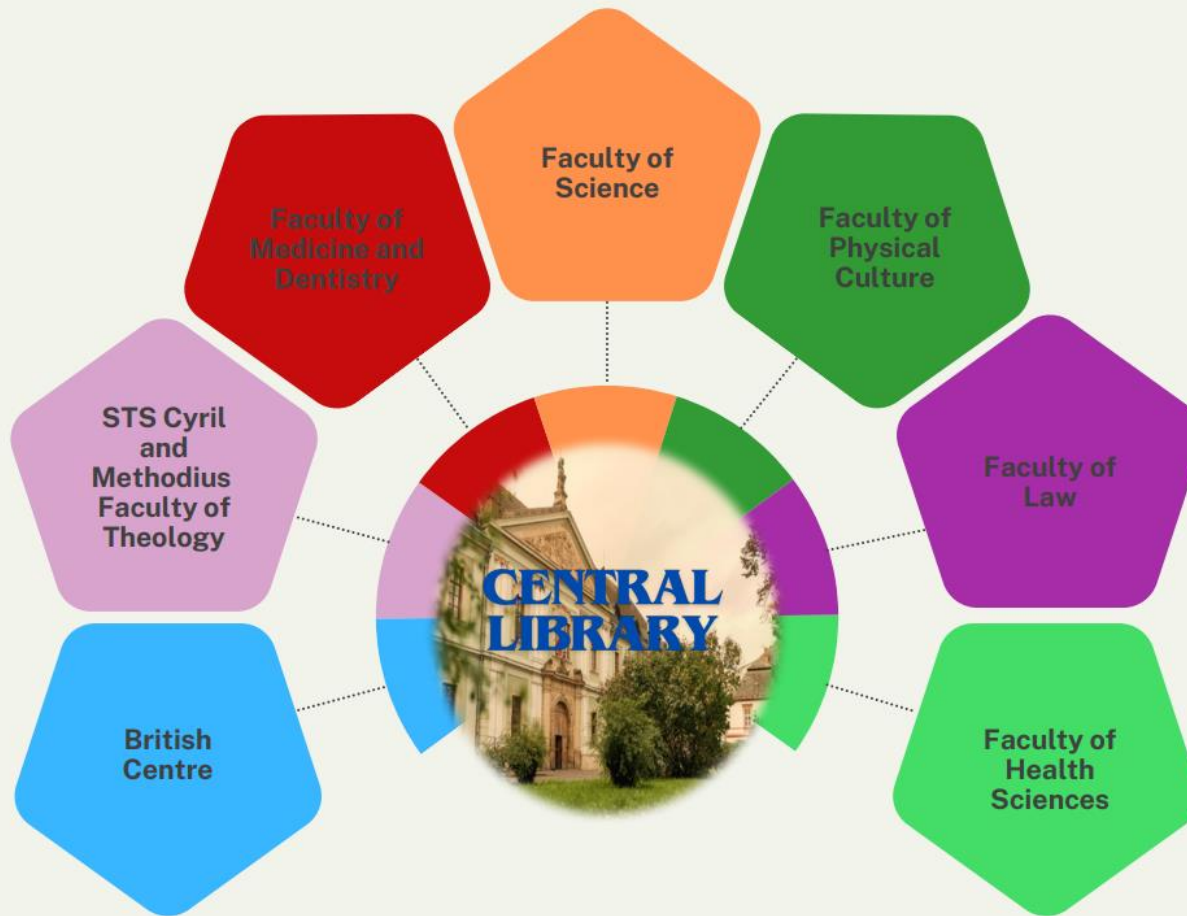 Faculty of
Science
Faculty of
Medicine and
Dentistry
Faculty of
Physical
Culture
STS Cyril
and
Methodius
Faculty of
Theology
Faculty of
Law
CENTRAL
LIBRARY
British
Centre
Faculty of
Health
Sciences